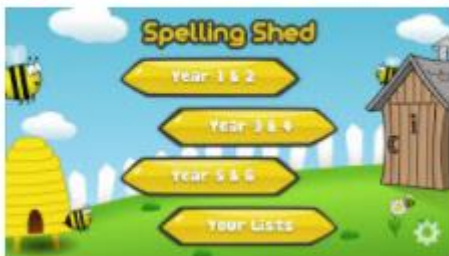 Spelling Shed
Year 1 & 2
Year 3 & 4
Year 5 & 6
Your Lists